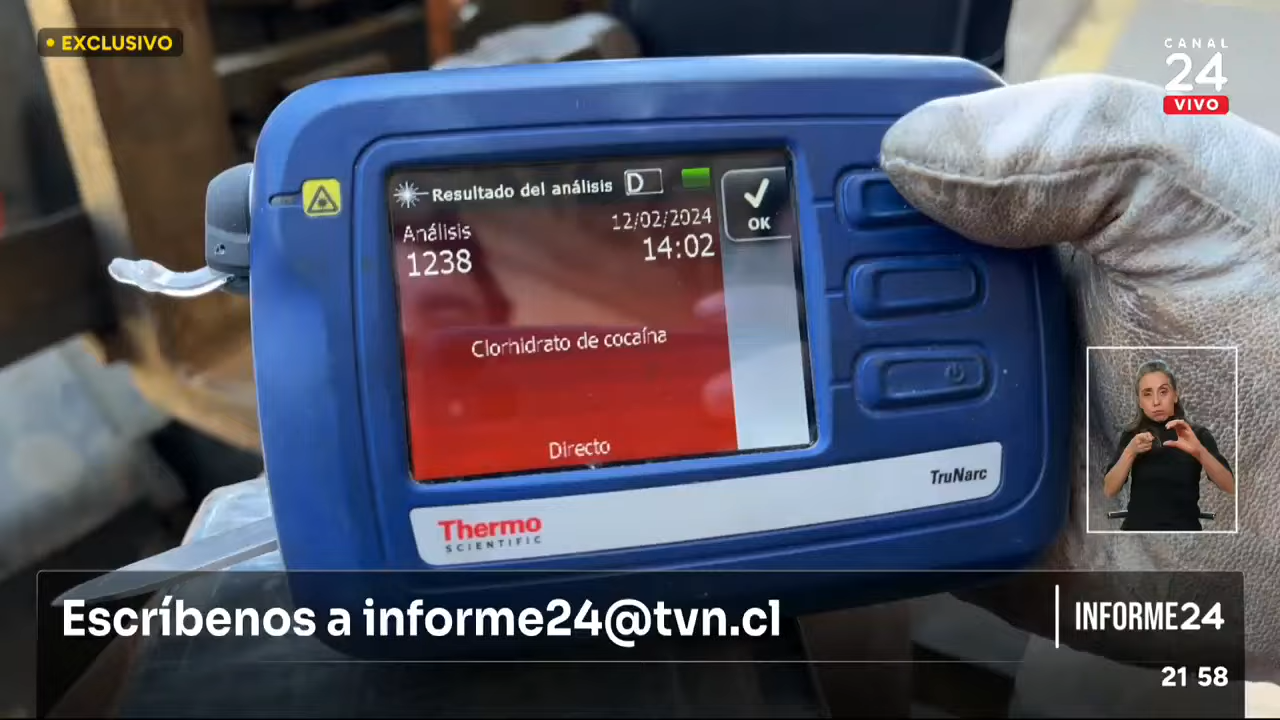 EXCLUSIVO
CANAL
24
VIVO
Resultado del análisis D
OK
Análisis 12/02/2024
1238 14:02
Clorhidrato de cocaína
Directo
TruNarc
Thermo
SCIENTIFIC
Escríbenos a informe24@tvn.cl
INFORME24
21 58